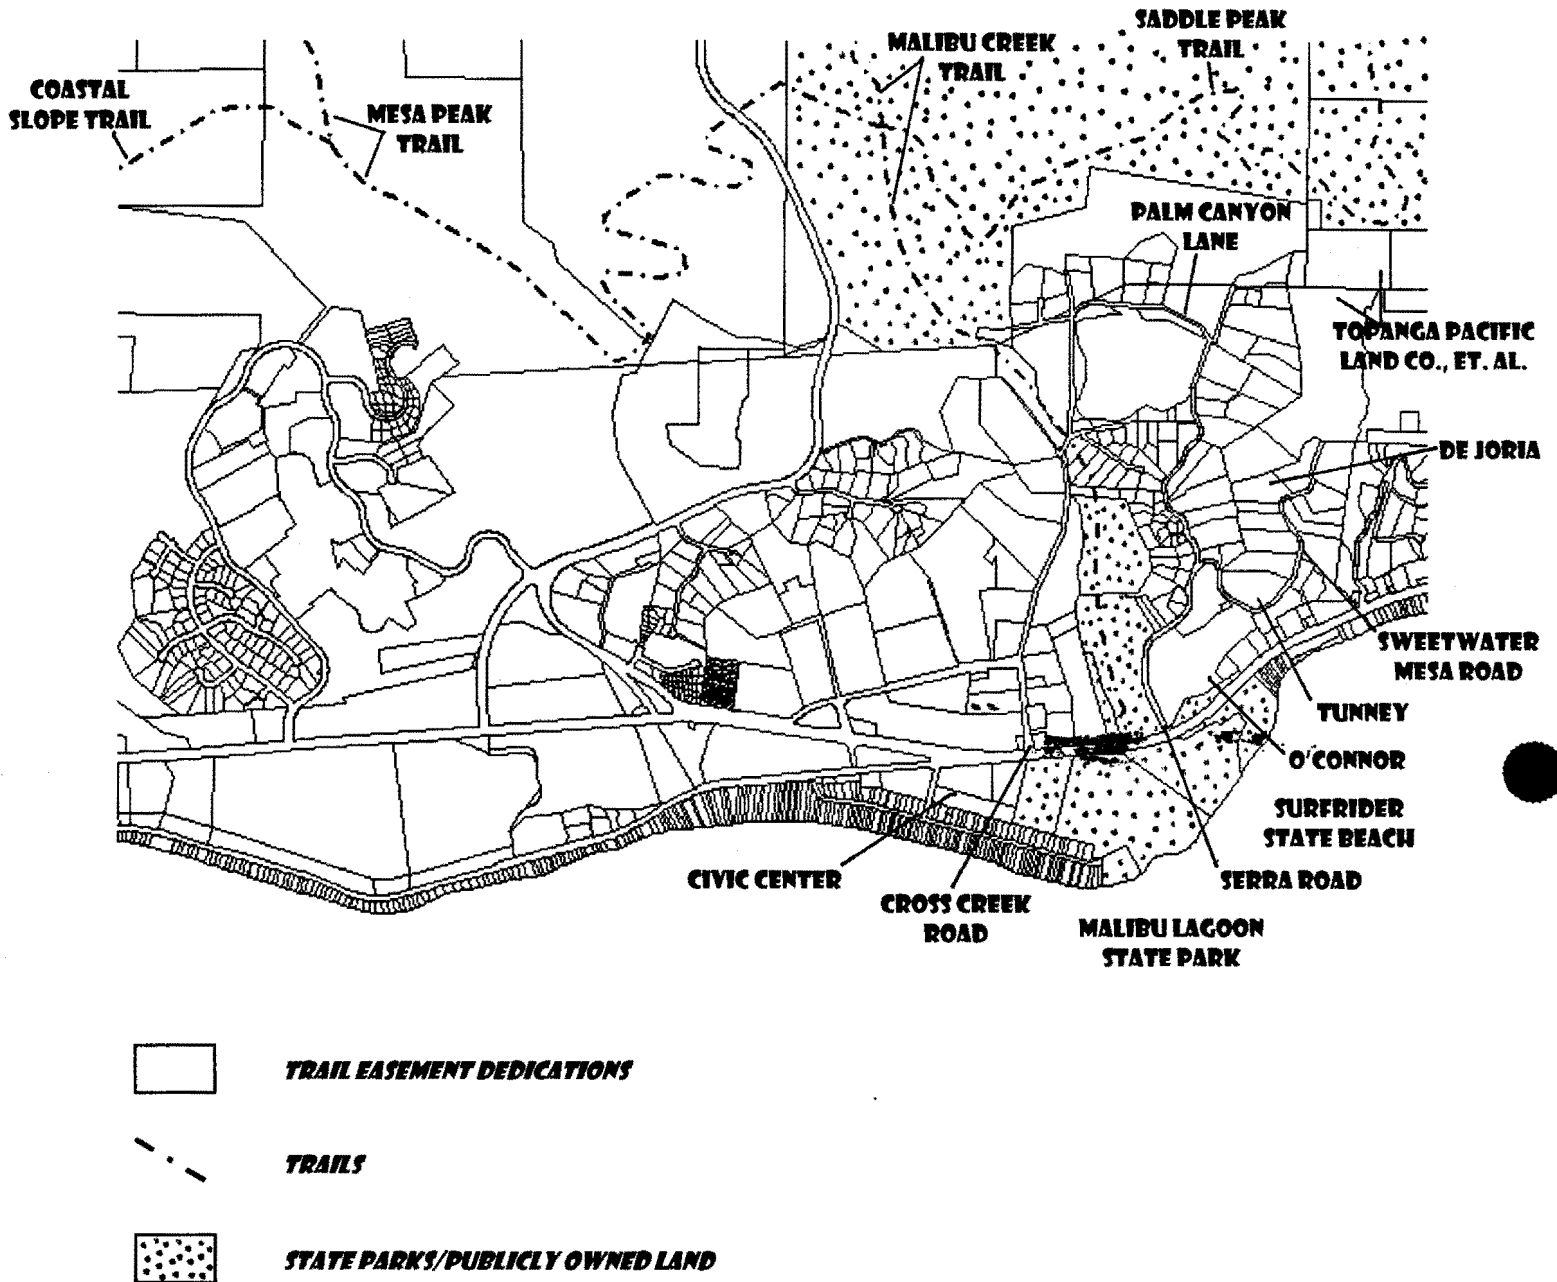 SADDLE PEAK
TRAIL
MALIBU CREEK
TRAIL
COASTAL
SLOPE TRAIL
MESA PEAK
TRAIL
PALM CANYON
LANE
TOPANGA PACIFIC
LAND CO., ET. AL.
DE JORIA
SWEETWATER
MESA ROAD
TUNNEY
O'CONNOR
SURFRIDER
STATE BEACH
CIVIC CENTER
SERRA ROAD
CROSS CREEK
ROAD
MALIBU LAGOON
STATE PARK
TRAIL EASEMENT DEDICATIONS
TRAILS
STATE PARKS/PUBLICLY OWNED LAND